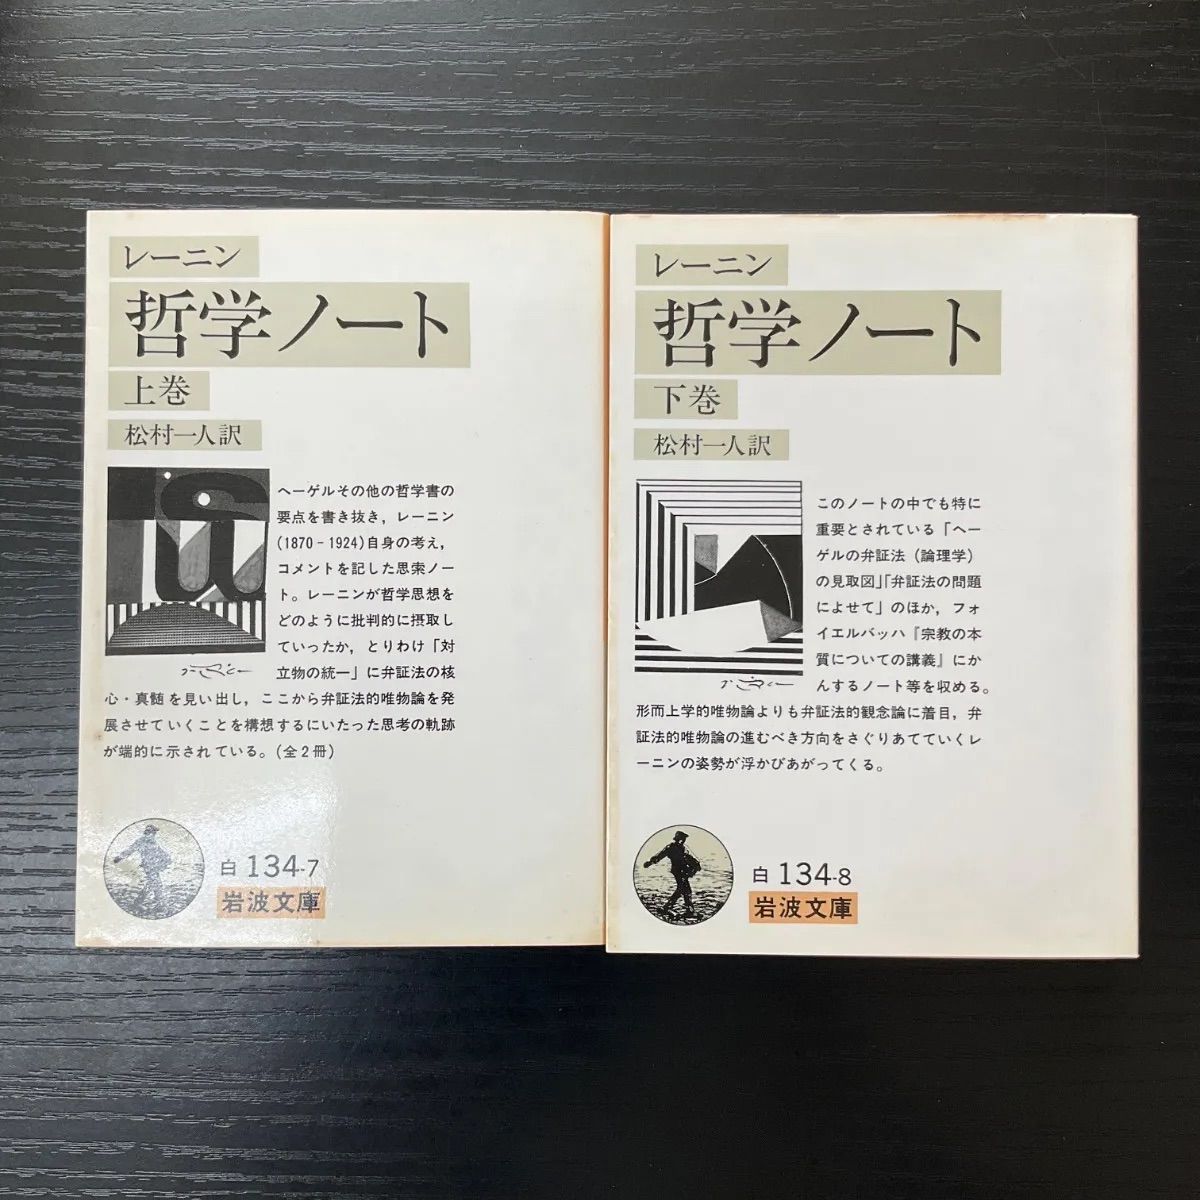 レーニン
哲学ノート
上巻
松村一人訳
ヘーゲルその他の哲学書の
要点を書き抜き，レーニン
(1870－1924)自身の考え，
コメントを記した思索ノー
ト。レーニンが哲学思想を
どのように批判的に摂取し
ていったか，とりわけ「対
立物の統一」に弁証法の核
心・真髄を見い出し，ここから弁証法的唯物論を発
展させていくことを構想するにいたった思考の軌跡
が端的に示されている。(全2冊)
白 134-7
岩波文庫
レーニン
哲学ノート
下巻
松村一人訳
このノートの中でも特に
重要とされている「ヘー
ゲルの弁証法（論理学）
の見取図」「弁証法の問題
によせて」のほか，フォ
イエルバッハ『宗教の本
質についての講義』にか
んするノート等を収める。
形而上学的唯物論よりも弁証法的観念論に着目，弁
証法的唯物論の進むべき方向をさぐりあてていくレ
ーニンの姿勢が浮かびあがってくる。
白 134-8
岩波文庫